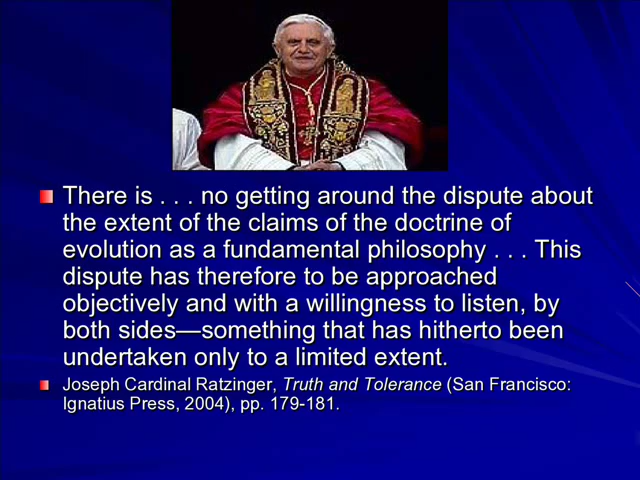 There is . . . no getting around the dispute about
the extent of the claims of the doctrine of
evolution as a fundamental philosophy . . . This
dispute has therefore to be approached
objectively and with a willingness to listen, by
both sides—something that has hitherto been
undertaken only to a limited extent.
Joseph Cardinal Ratzinger, Truth and Tolerance (San Francisco:
Ignatius Press, 2004), pp. 179-181.